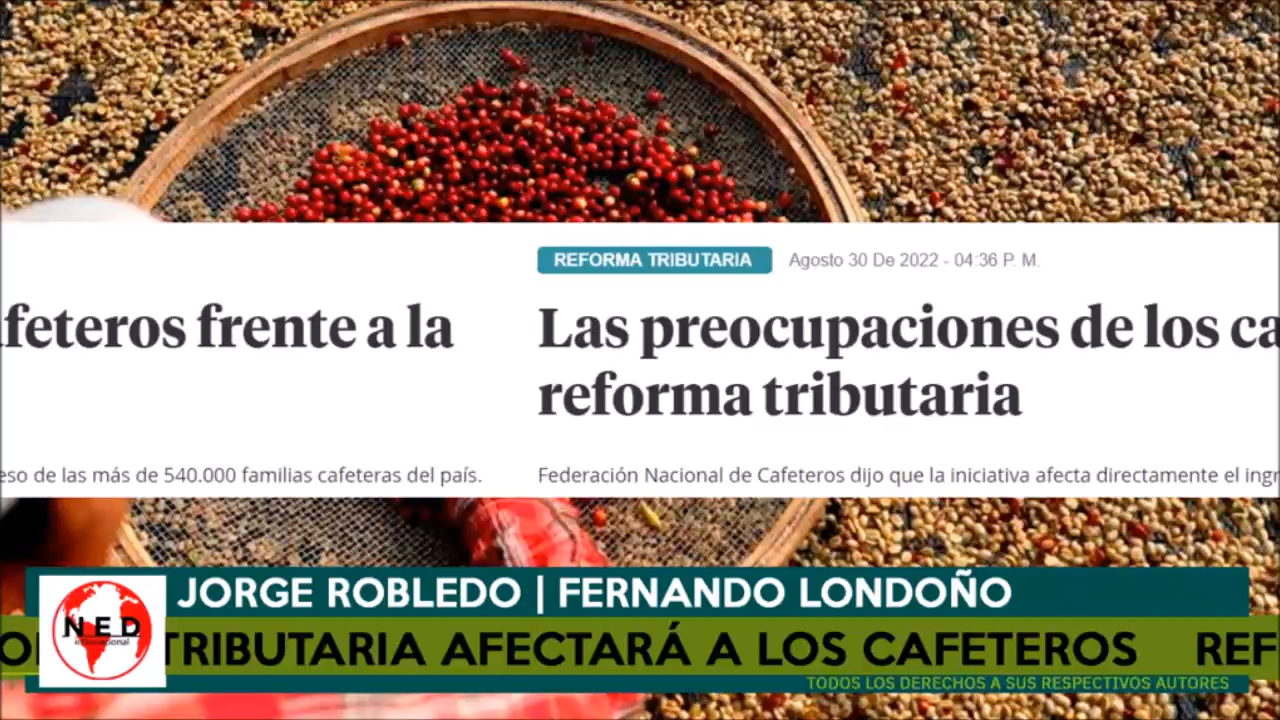 REFORMA TRIBUTARIA Agosto 30 De 2022 - 04:36 P. M.
feteros frente a la
Las preocupaciones de los ca
reforma tributaria
eso de las más de 540.000 familias cafeteras del país.
Federación Nacional de Cafeteros dijo que la iniciativa afecta directamente el ingr
JORGE ROBLEDO | FERNANDO LONDOÑO
NED
internacional
TRIBUTARIA AFECTARÁ A LOS CAFETEROS REF
TODOS LOS DERECHOS A SUS RESPECTIVOS AUTORES